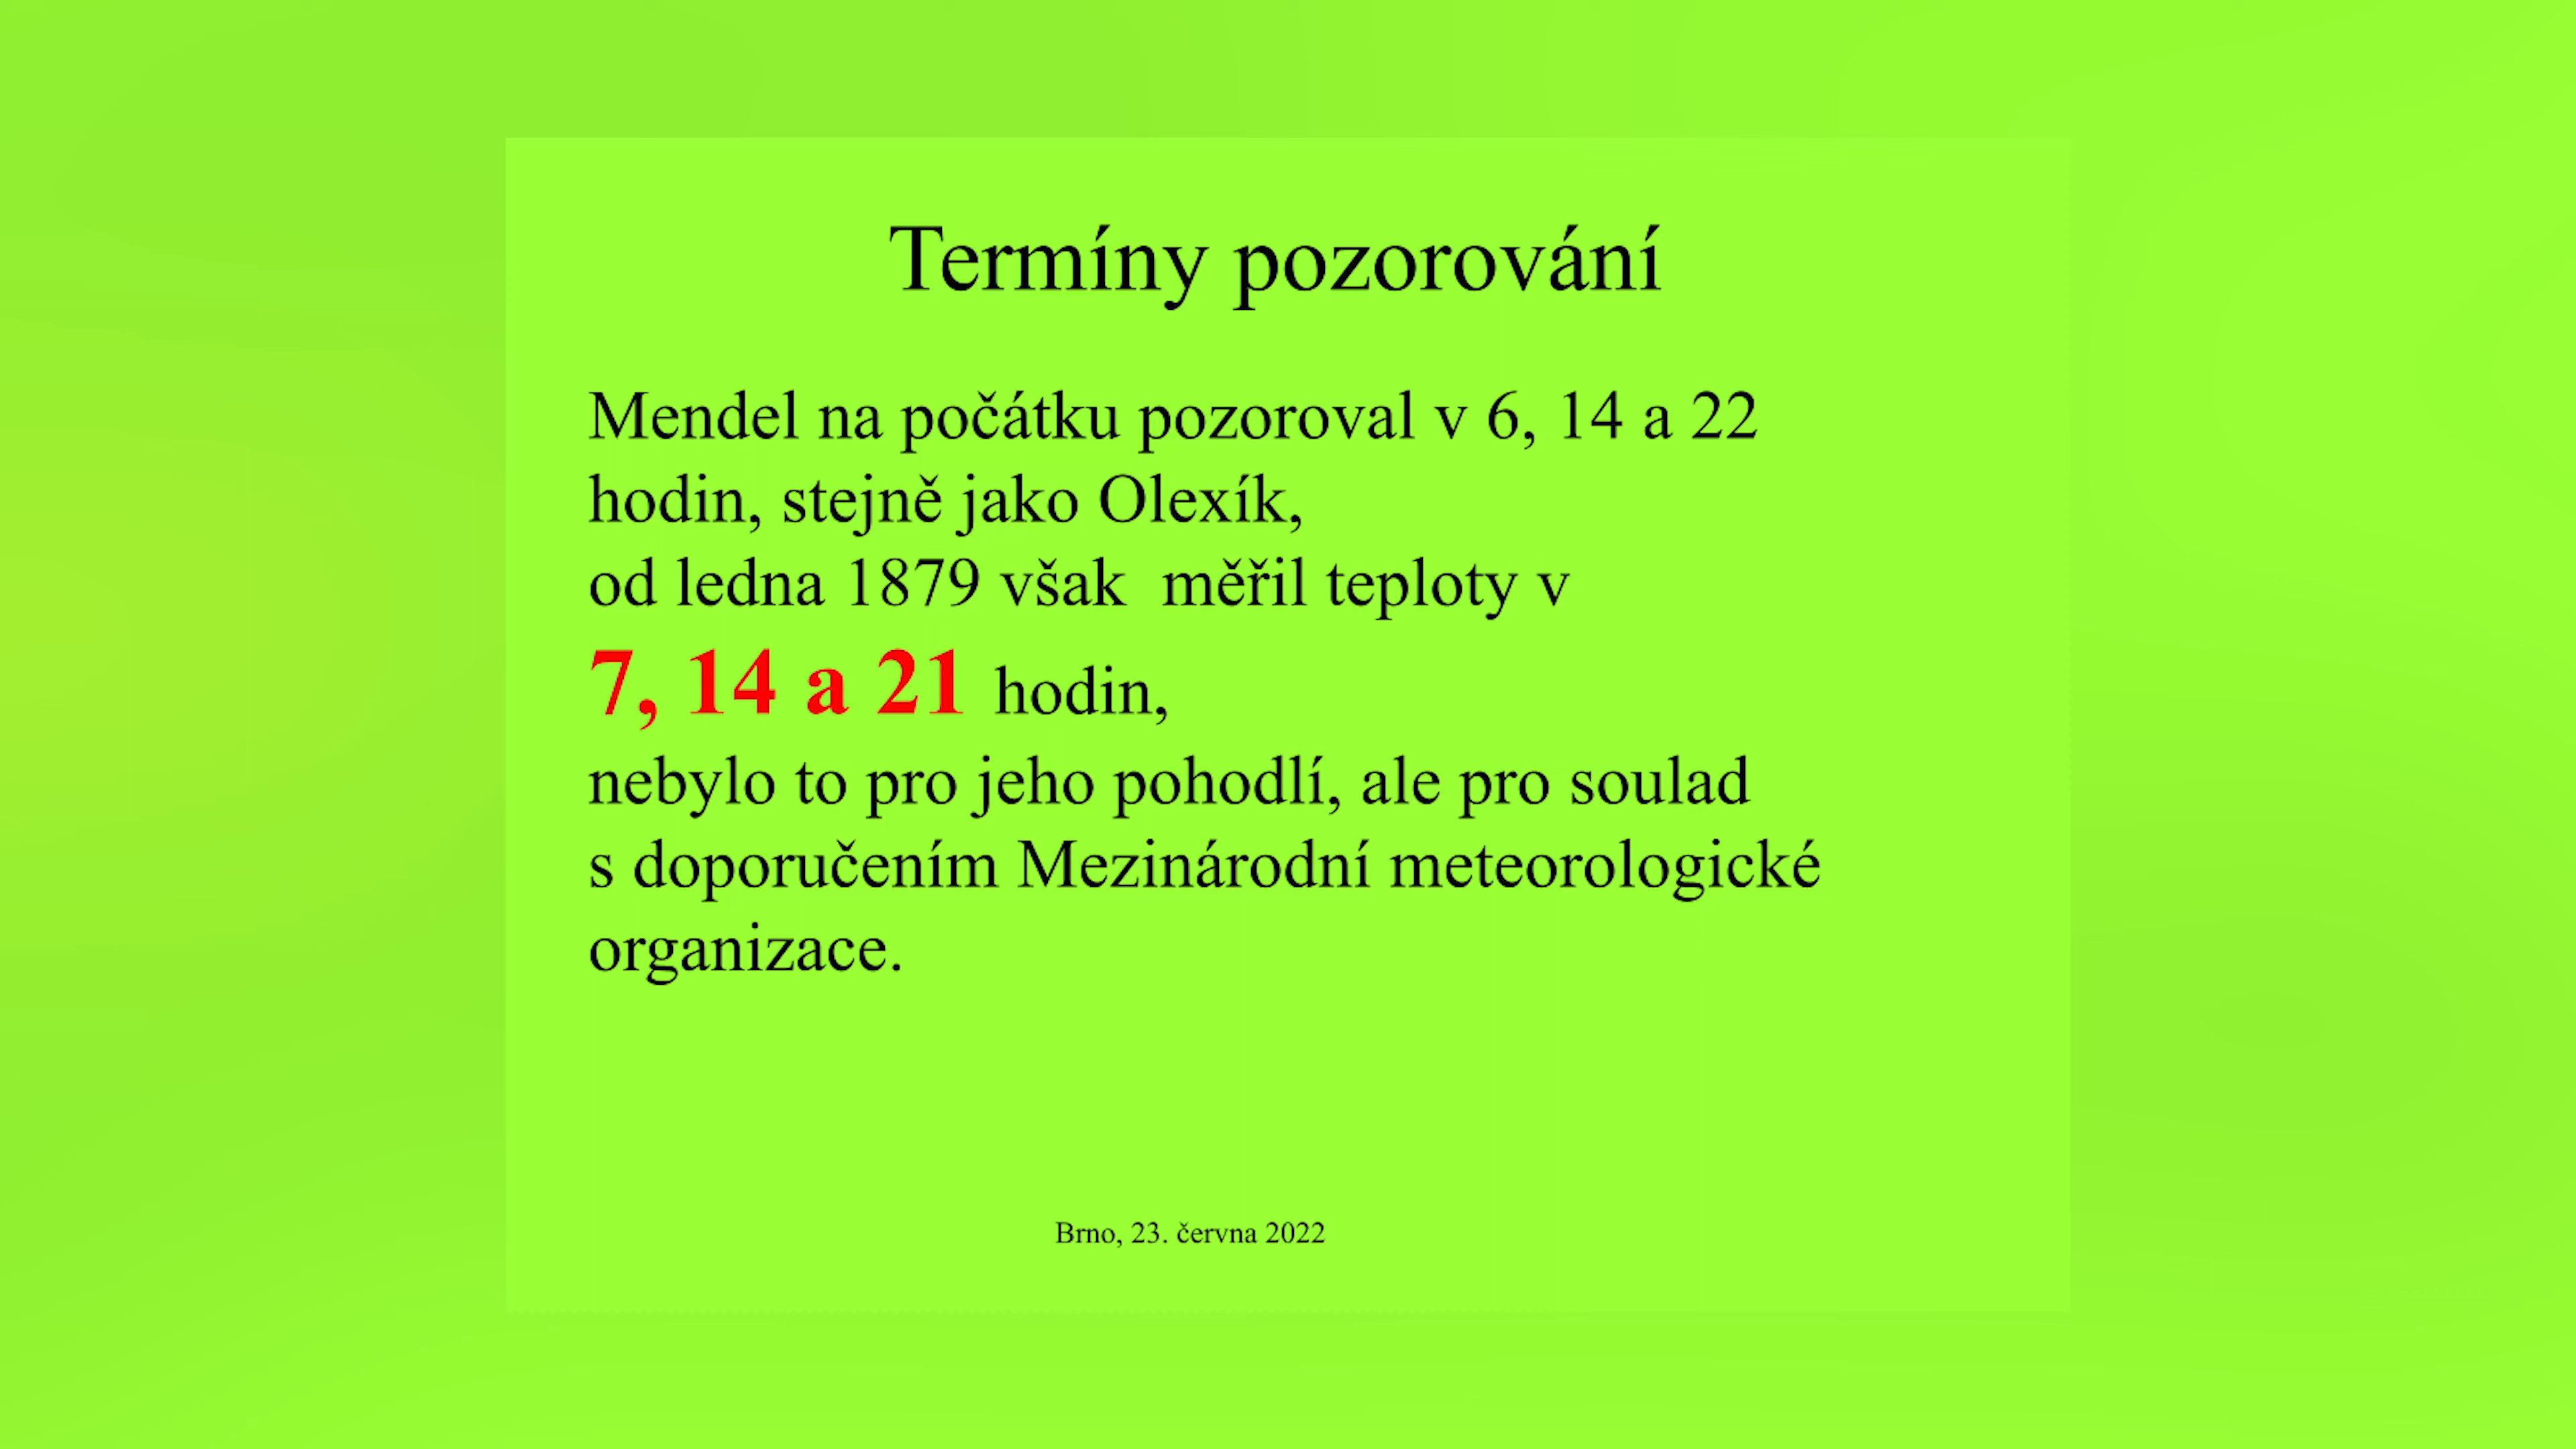 Termíny pozorování
Mendel na počátku pozoroval v 6, 14 a 22
hodin, stejně jako Olexík,
od ledna 1879 však  měřil teploty v
7, 14 a 21 hodin,
nebylo to pro jeho pohodlí, ale pro soulad
s doporučením Mezinárodní meteorologické
organizace.
Brno, 23. června 2022